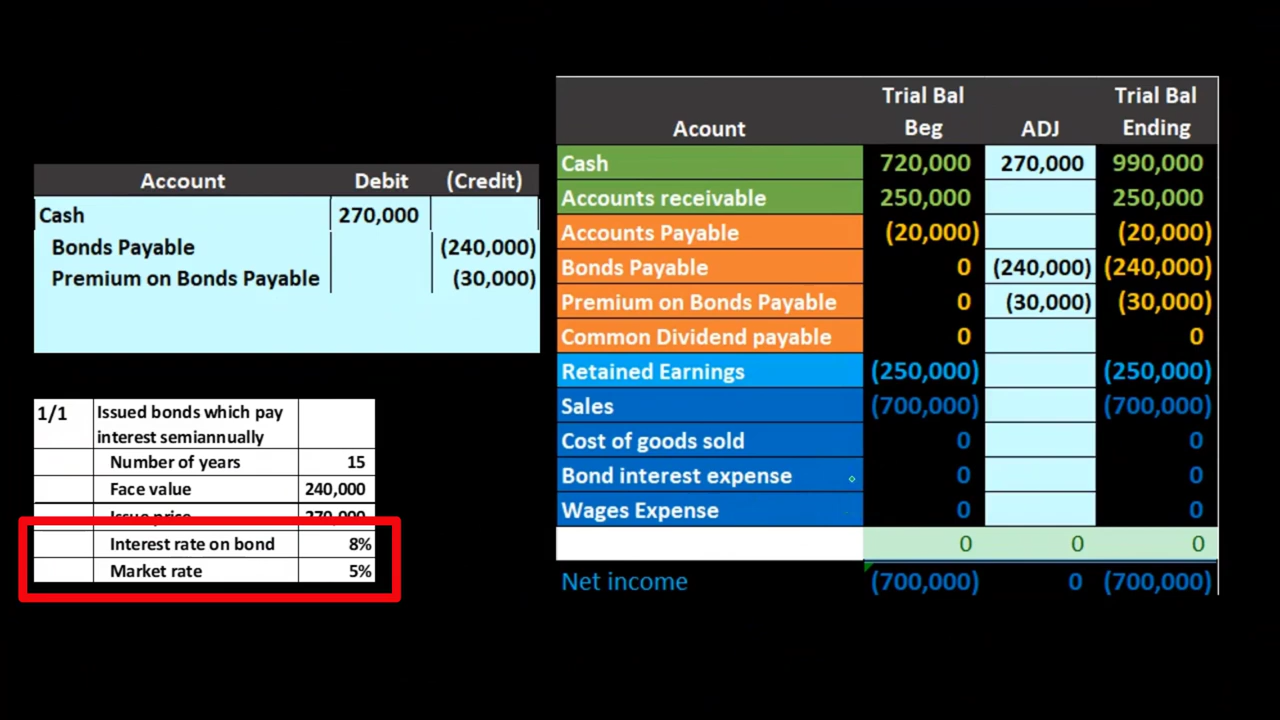 Account Debit (Credit)
Cash 270,000
Bonds Payable (240,000)
Premium on Bonds Payable (30,000)
1/1 Issued bonds which pay
interest semiannually
Number of years 15
Face value 240,000
Issue price 270,000
Interest rate on bond 8%
Market rate 5%
Trial Bal Trial Bal
Acount Beg ADJ Ending
Cash 720,000 270,000 990,000
Accounts receivable 250,000 250,000
Accounts Payable (20,000) (20,000)
Bonds Payable 0 (240,000) (240,000)
Premium on Bonds Payable 0 (30,000) (30,000)
Common Dividend payable 0 0
Retained Earnings (250,000) (250,000)
Sales (700,000) (700,000)
Cost of goods sold 0 0
Bond interest expense 0 0
Wages Expense 0 0
0 0 0
Net income (700,000) 0 (700,000)